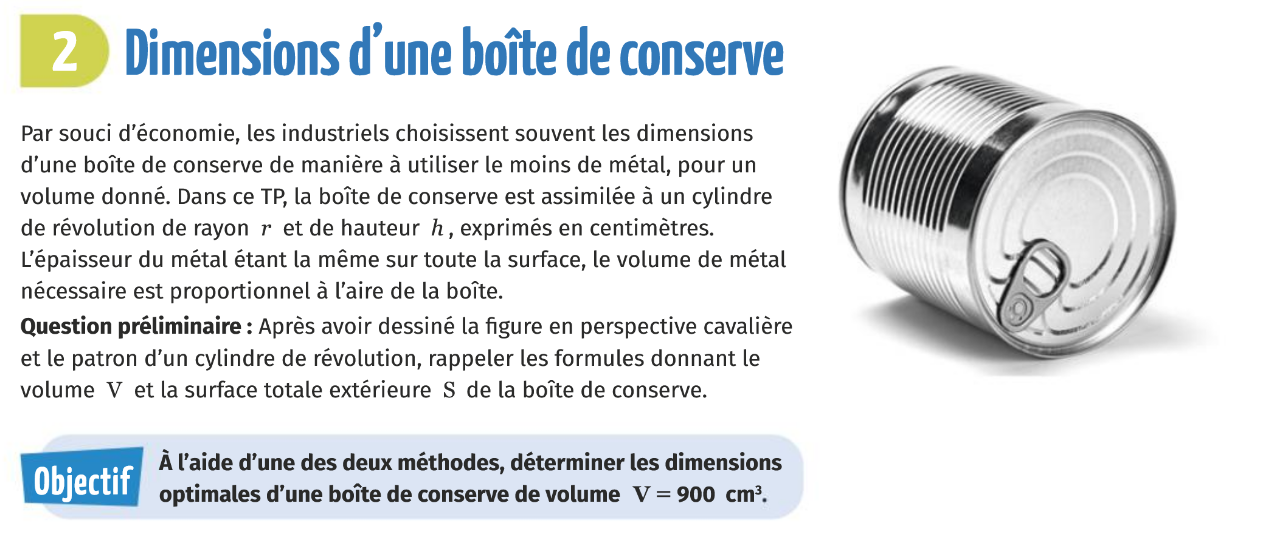 2 Dimensions d’une boîte de conserve
Par souci d’économie, les industriels choisissent souvent les dimensions
d’une boîte de conserve de manière à utiliser le moins de métal, pour un
volume donné. Dans ce TP, la boîte de conserve est assimilée à un cylindre
de révolution de rayon r et de hauteur h, exprimés en centimètres.
L’épaisseur du métal étant la même sur toute la surface, le volume de métal
nécessaire est proportionnel à l’aire de la boîte.
Question préliminaire : Après avoir dessiné la figure en perspective cavalière
et le patron d’un cylindre de révolution, rappeler les formules donnant le
volume V et la surface totale extérieure S de la boîte de conserve.
Objectif
À l’aide d’une des deux méthodes, déterminer les dimensions
optimales d’une boîte de conserve de volume V = 900 cm³.